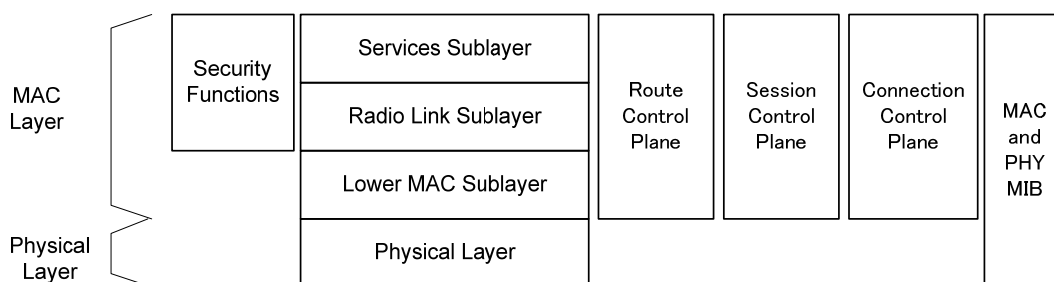 MAC
Layer
Physical
Layer
Security
Functions
Services Sublayer
Radio Link Sublayer
Lower MAC Sublayer
Physical Layer
Route
Control
Plane
Session
Control
Plane
Connection
Control
Plane
MAC
and
PHY
MIB